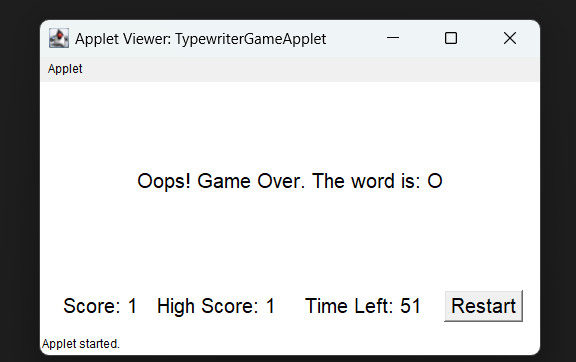 Applet Viewer: TypewriterGameApplet
Applet
Oops! Game Over. The word is: O
Score: 1 High Score: 1 Time Left: 51 Restart
Applet started.